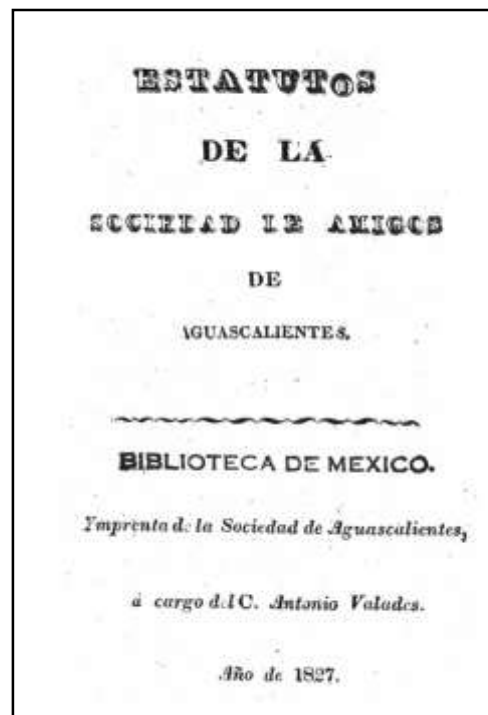 ESTATUTOS
DE LA
SOCIEDAD DE AMIGOS
DE
AGUASCALIENTES.
BIBLIOTECA DE MEXICO.
Ymprenta de la Sociedad de Aguascalientes,
á cargo del C. Antonio Valades.
Año de 1827.